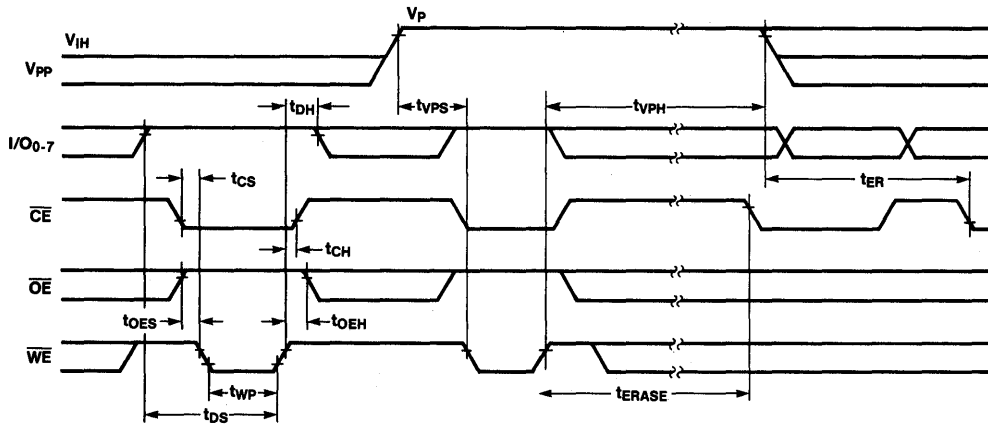 VP
VIH
VPP
tDH
tVPS
tVPH
I/O0-7
tCS
tER
CE
tCH
OE
tOES
tOEH
WE
tWP
tERASE
tDS